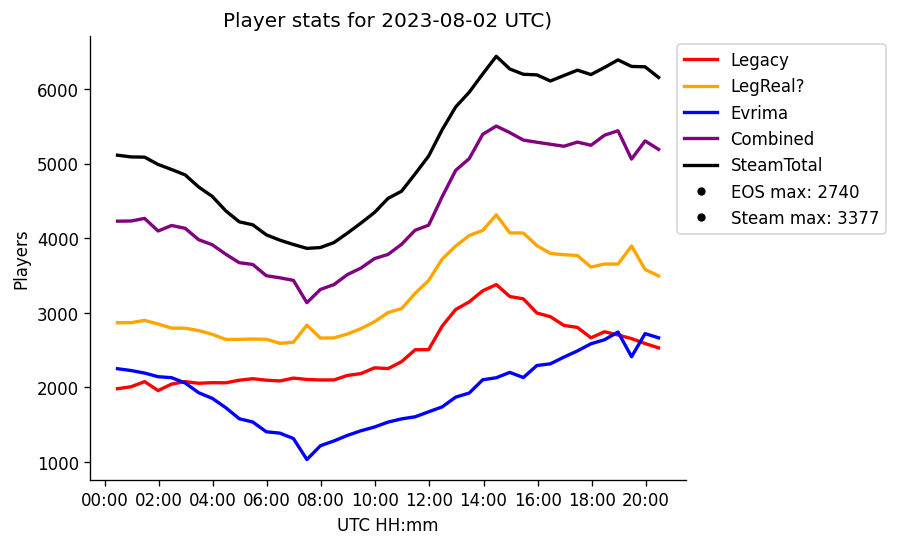 Player stats for 2023-08-02 UTC)
Legacy
LegReal?
Evrima
Combined
SteamTotal
EOS max: 2740
Steam max: 3377
Players
6000
5000
4000
3000
2000
1000
00:00 02:00 04:00 06:00 08:00 10:00 12:00 14:00 16:00 18:00 20:00
UTC HH:mm